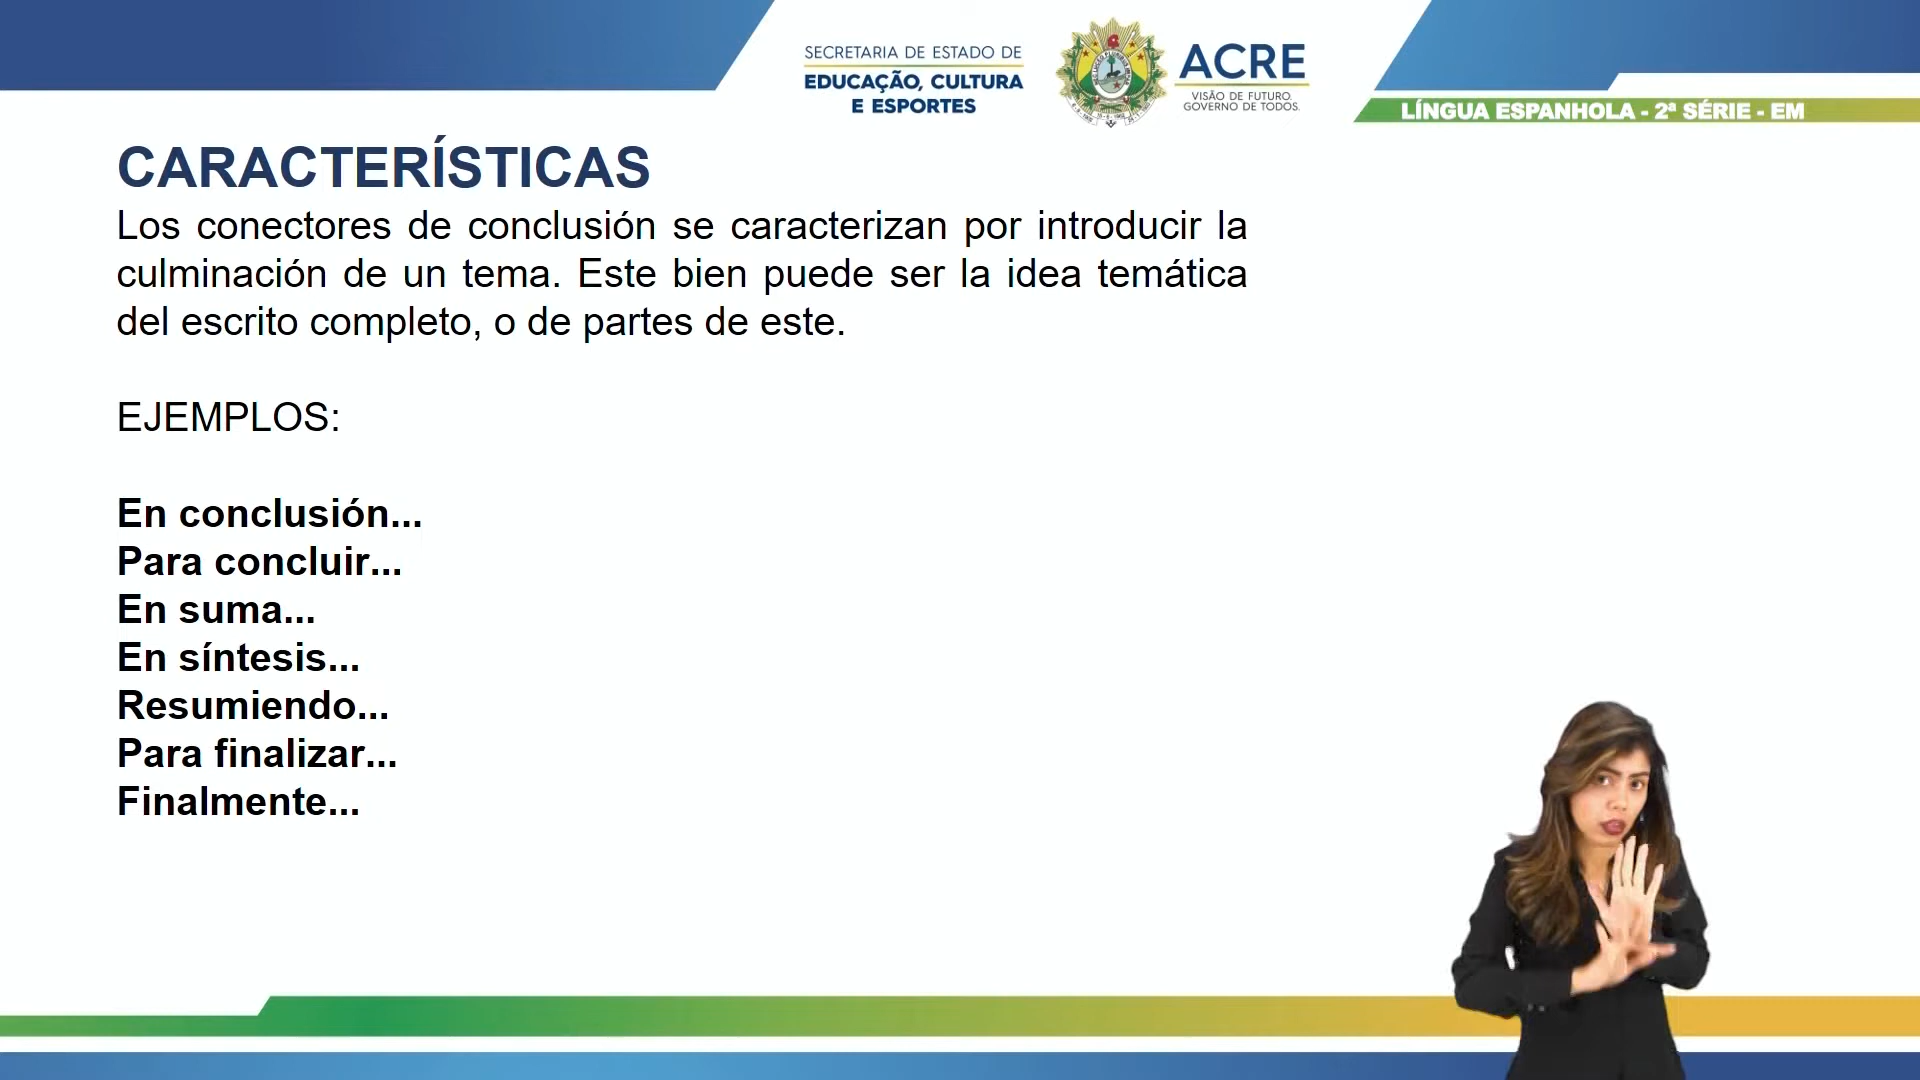 SECRETARIA DE ESTADO DE
EDUCAÇÃO, CULTURA
E ESPORTES
ACRE
VISÃO DE FUTURO.
GOVERNO DE TODOS.
LÍNGUA ESPANHOLA - 2ª SÉRIE - EM
CARACTERÍSTICAS
Los conectores de conclusión se caracterizan por introducir la
culminación de un tema. Este bien puede ser la idea temática
del escrito completo, o de partes de este.
EJEMPLOS:
En conclusión...
Para concluir...
En suma...
En síntesis...
Resumiendo...
Para finalizar...
Finalmente...